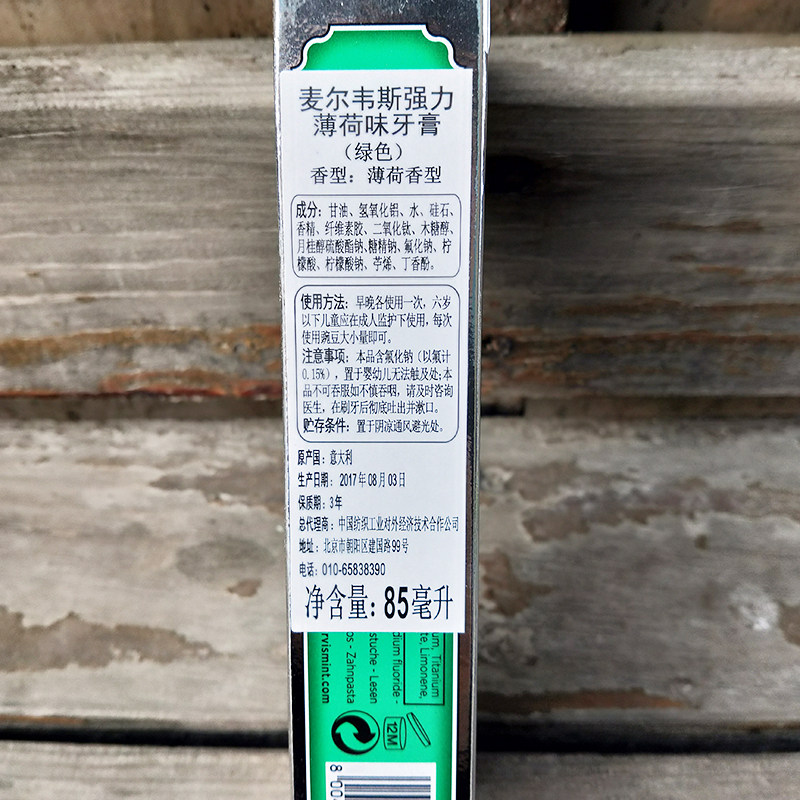 麦尔韦斯强力
薄荷味牙膏
（绿色）
香型：薄荷香型
成分：甘油、氢氧化铝、水、硅石、
香精、纤维素胶、二氧化钛、木糖醇、
月桂醇硫酸酯钠、糖精钠、氟化钠、柠
檬酸、柠檬酸钠、苧烯、丁香酚。
使用方法：早晚各使用一次，六岁
以下儿童应在成人监护下使用，每次
使用豌豆大小量即可。
注意事项：本品含氟化钠（以氟计
0.15%），置于婴幼儿无法触及处;本
品不可吞服如不慎吞咽，请及时咨询
医生，在刷牙后彻底吐出并漱口。
贮存条件：置于阴凉通风避光处。
原产国：意大利
生产日期：2017年08月03日
保质期：3年
总代理商：中国纺织工业对外经济技术合作公司
地址：北京市朝阳区建国路99号
电话：010-65838390
净含量：85毫升
um, Titanium
te, Limonene,
dium fluoride -
stuche - Lesen
os - Zahnpasta
rvismint.com
12M
8 00